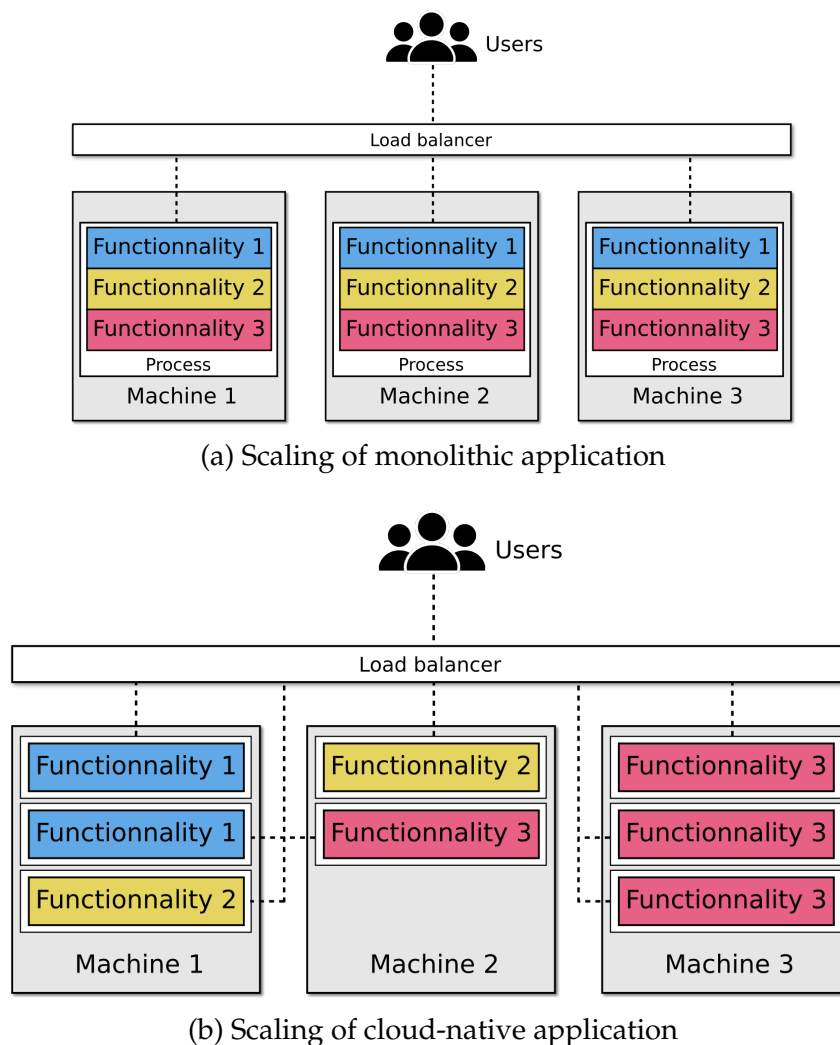 Users
Load balancer
Functionnality 1
Functionnality 2
Functionnality 3
Process
Machine 1
Functionnality 1
Functionnality 2
Functionnality 3
Process
Machine 2
Functionnality 1
Functionnality 2
Functionnality 3
Process
Machine 3
(a) Scaling of monolithic application
Users
Load balancer
Functionnality 1
Functionnality 1
Functionnality 2
Machine 1
Functionnality 2
Functionnality 3
Machine 2
Functionnality 3
Functionnality 3
Functionnality 3
Machine 3
(b) Scaling of cloud-native application